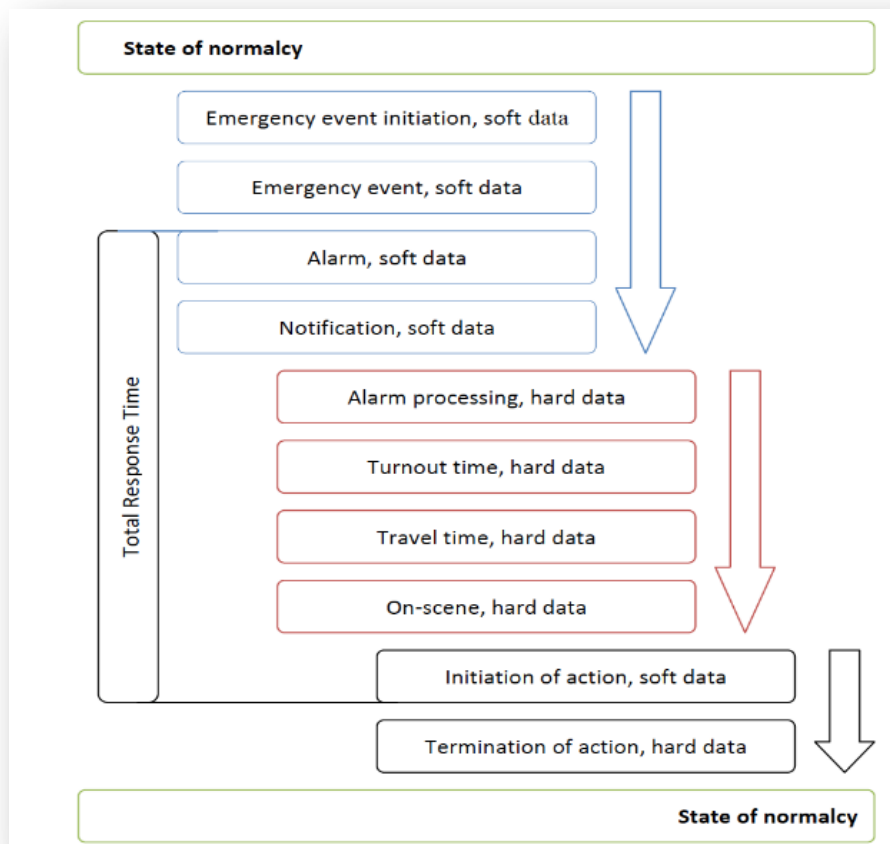 State of normalcy
Emergency event initiation, soft data
Emergency event, soft data
Alarm, soft data
Notification, soft data
Total Response Time
Alarm processing, hard data
Turnout time, hard data
Travel time, hard data
On-scene, hard data
Initiation of action, soft data
Termination of action, hard data
State of normalcy